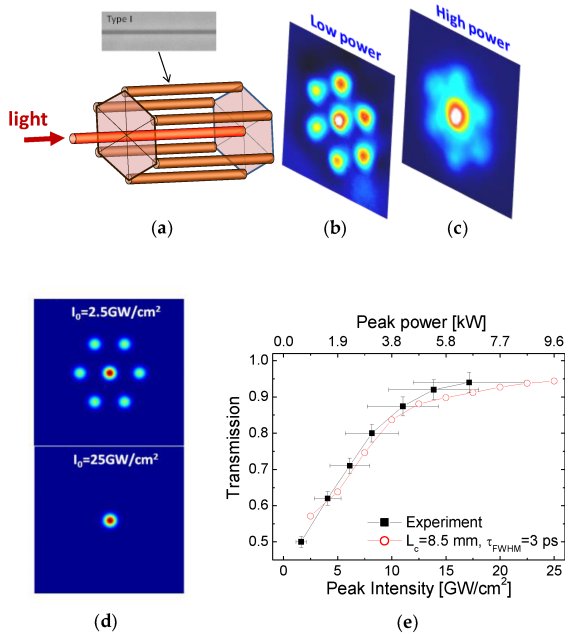 Type I
light
Low power
High power
(a)
(b)
(c)
I₀=2.5GW/cm²
I₀=25GW/cm²
(d)
Peak power [kW]
0.0 1.9 3.8 5.8 7.7 9.6
1.0
0.9
0.8
0.7
0.6
0.5
Transmission
Experiment
L_c=8.5 mm, τ_FWHM=3 ps
0 5 10 15 20 25
Peak Intensity [GW/cm²]
(e)